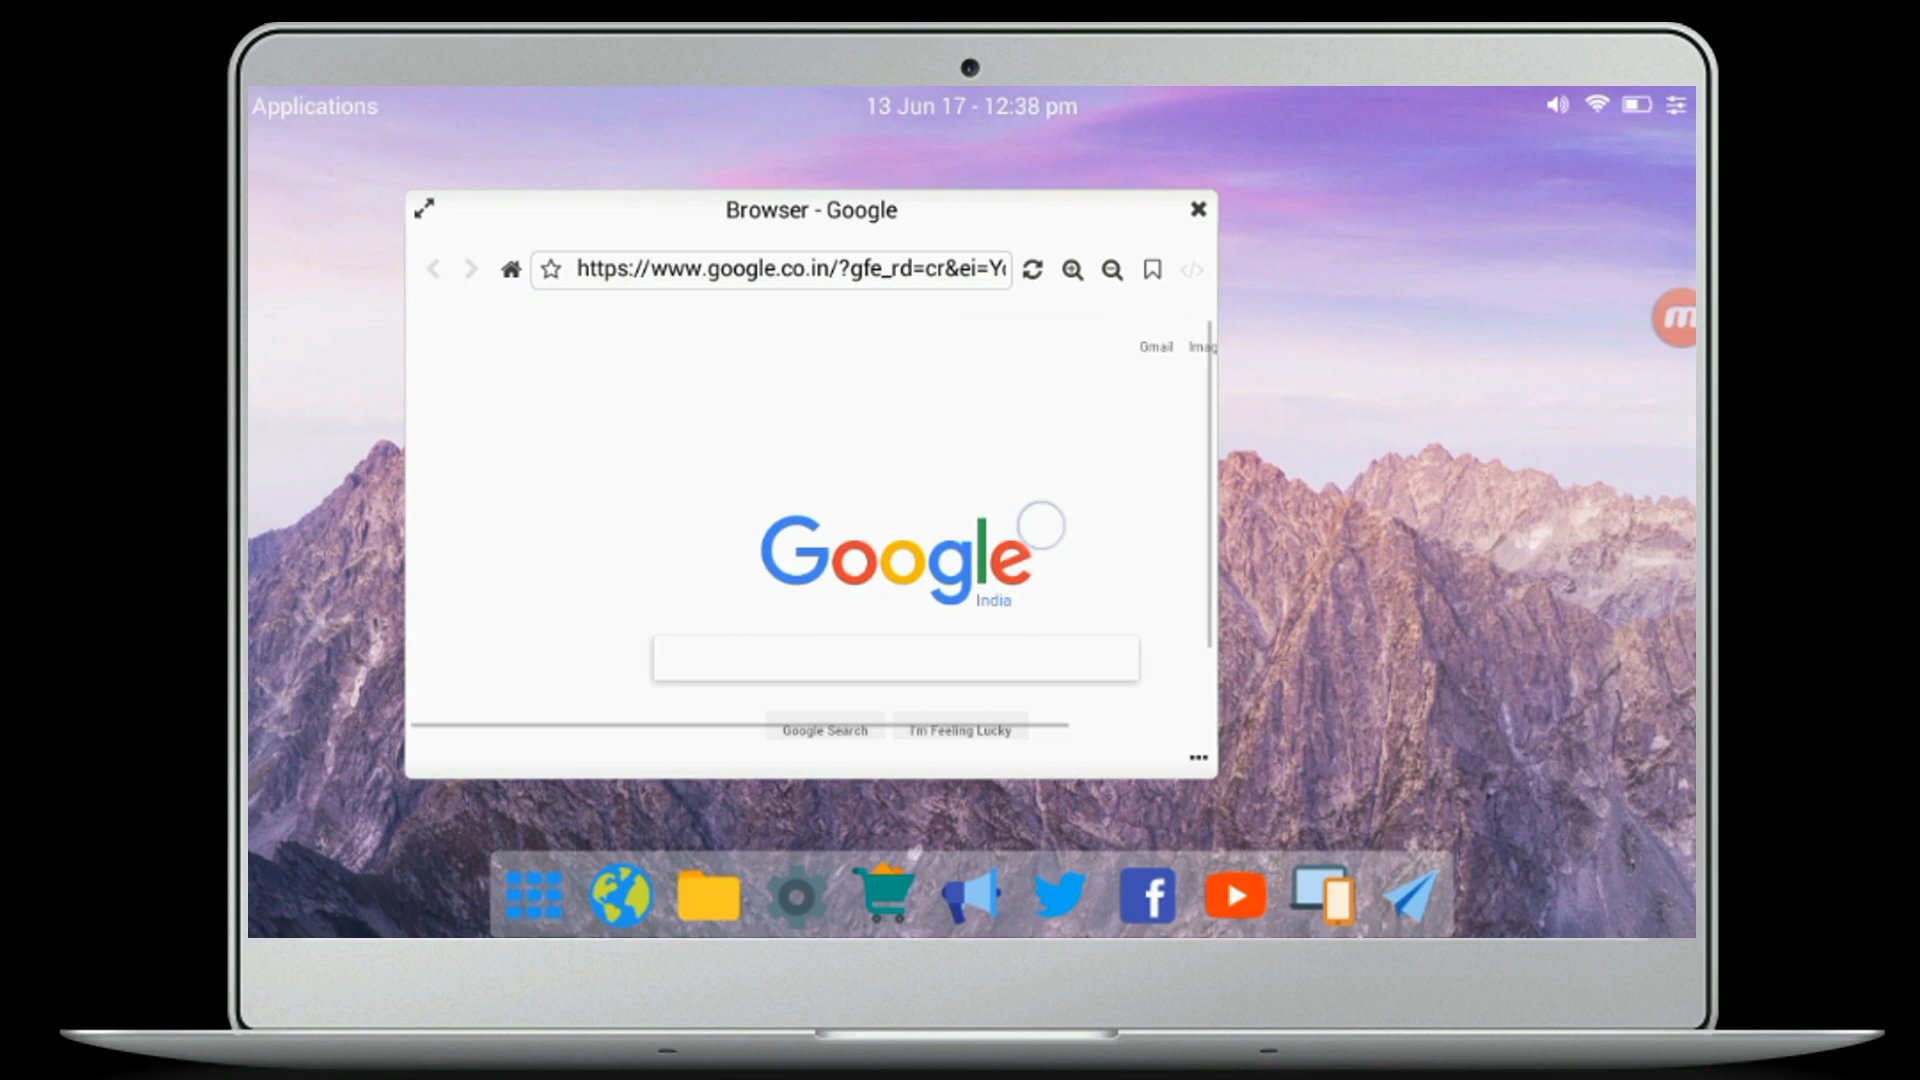 Applications
13 Jun 17 - 12:38 pm
Browser - Google
https://www.google.co.in/?gfe_rd=cr&ei=Y
Gmail Imag
Google
India
Google Search I'm Feeling Lucky